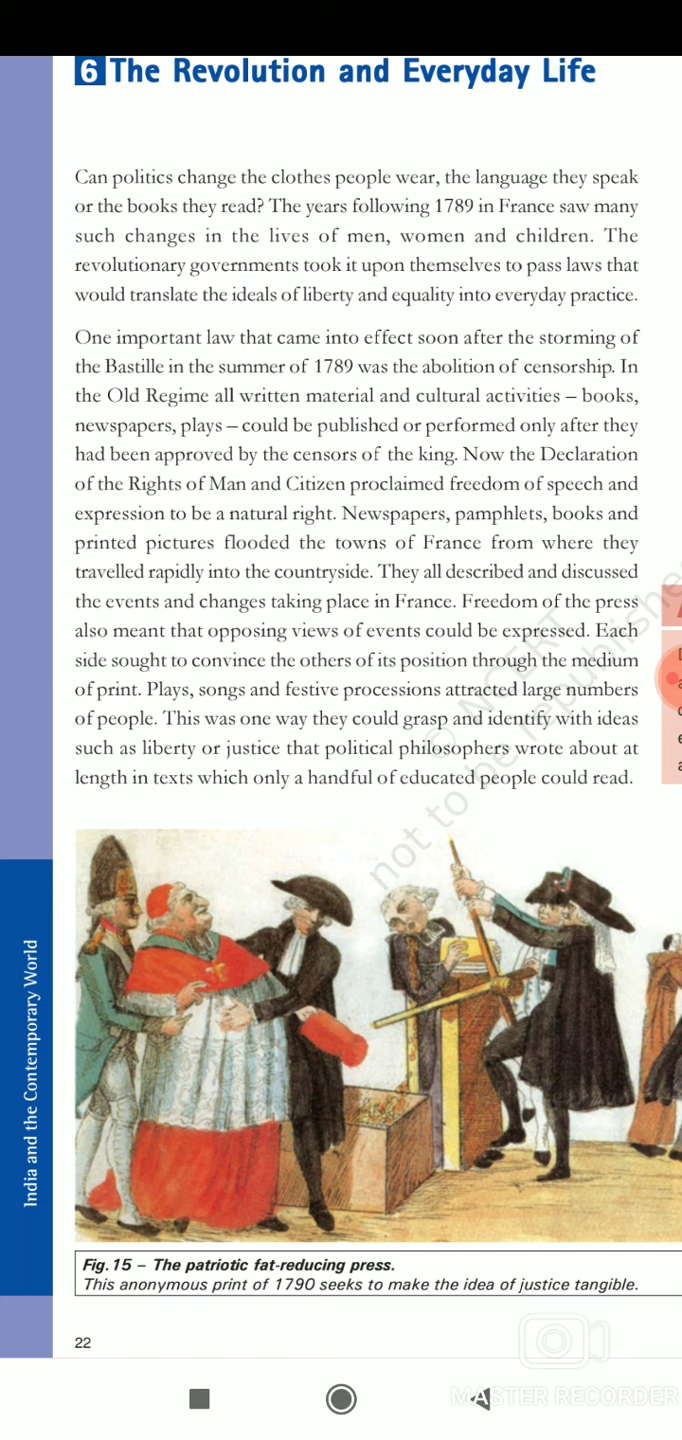 6 The Revolution and Everyday Life
Can politics change the clothes people wear, the language they speak
or the books they read? The years following 1789 in France saw many
such changes in the lives of men, women and children. The
revolutionary governments took it upon themselves to pass laws that
would translate the ideals of liberty and equality into everyday practice.
One important law that came into effect soon after the storming of
the Bastille in the summer of 1789 was the abolition of censorship. In
the Old Regime all written material and cultural activities – books,
newspapers, plays – could be published or performed only after they
had been approved by the censors of the king. Now the Declaration
of the Rights of Man and Citizen proclaimed freedom of speech and
expression to be a natural right. Newspapers, pamphlets, books and
printed pictures flooded the towns of France from where they
travelled rapidly into the countryside. They all described and discussed
the events and changes taking place in France. Freedom of the press
also meant that opposing views of events could be expressed. Each
side sought to convince the others of its position through the medium
of print. Plays, songs and festive processions attracted large numbers
of people. This was one way they could grasp and identify with ideas
such as liberty or justice that political philosophers wrote about at
length in texts which only a handful of educated people could read.
© NCERT
not to be republished
India and the Contemporary World
Fig.15 – The patriotic fat-reducing press.
This anonymous print of 1790 seeks to make the idea of justice tangible.
22
MASTER RECORDER